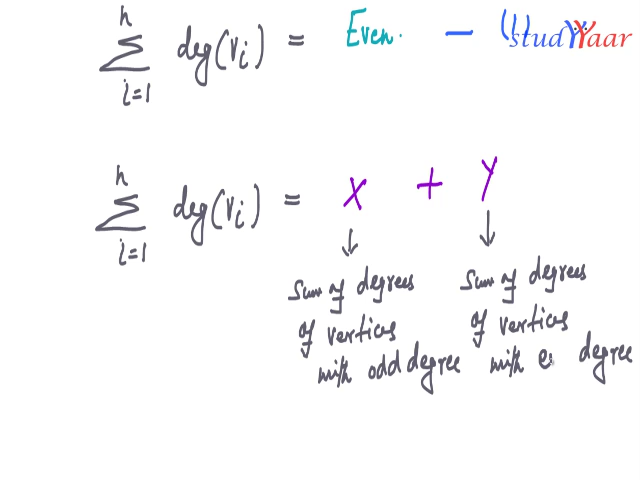 n
∑ deg(vi) = Even. — (1)
i=1
studYYaar
n
∑ deg(vi) = X + Y
i=1
↓ ↓
Sum of degrees Sum of degrees
of vertices of vertices
with odd degree with e degree